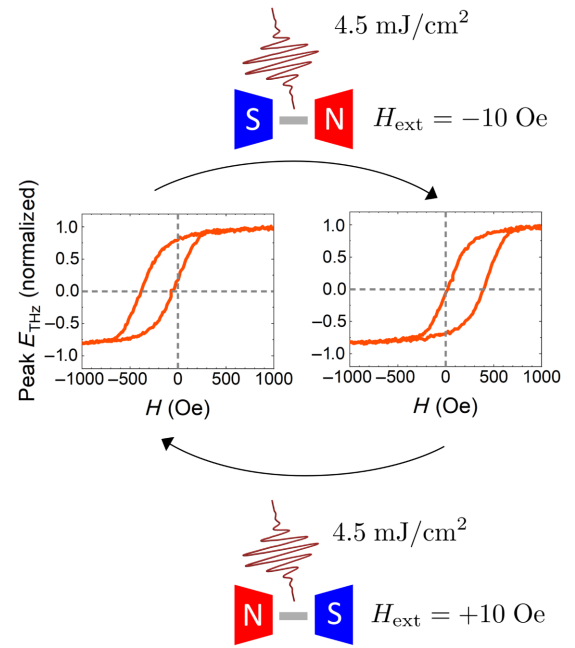 4.5 mJ/cm²
S N H_ext = −10 Oe
Peak E_THz (normalized)
1.0
0.5
0.0
−0.5
−1.0
−1000 −500 0 500 1000
H (Oe)
1.0
0.5
0.0
−0.5
−1.0
−1000 −500 0 500 1000
H (Oe)
4.5 mJ/cm²
N S H_ext = +10 Oe